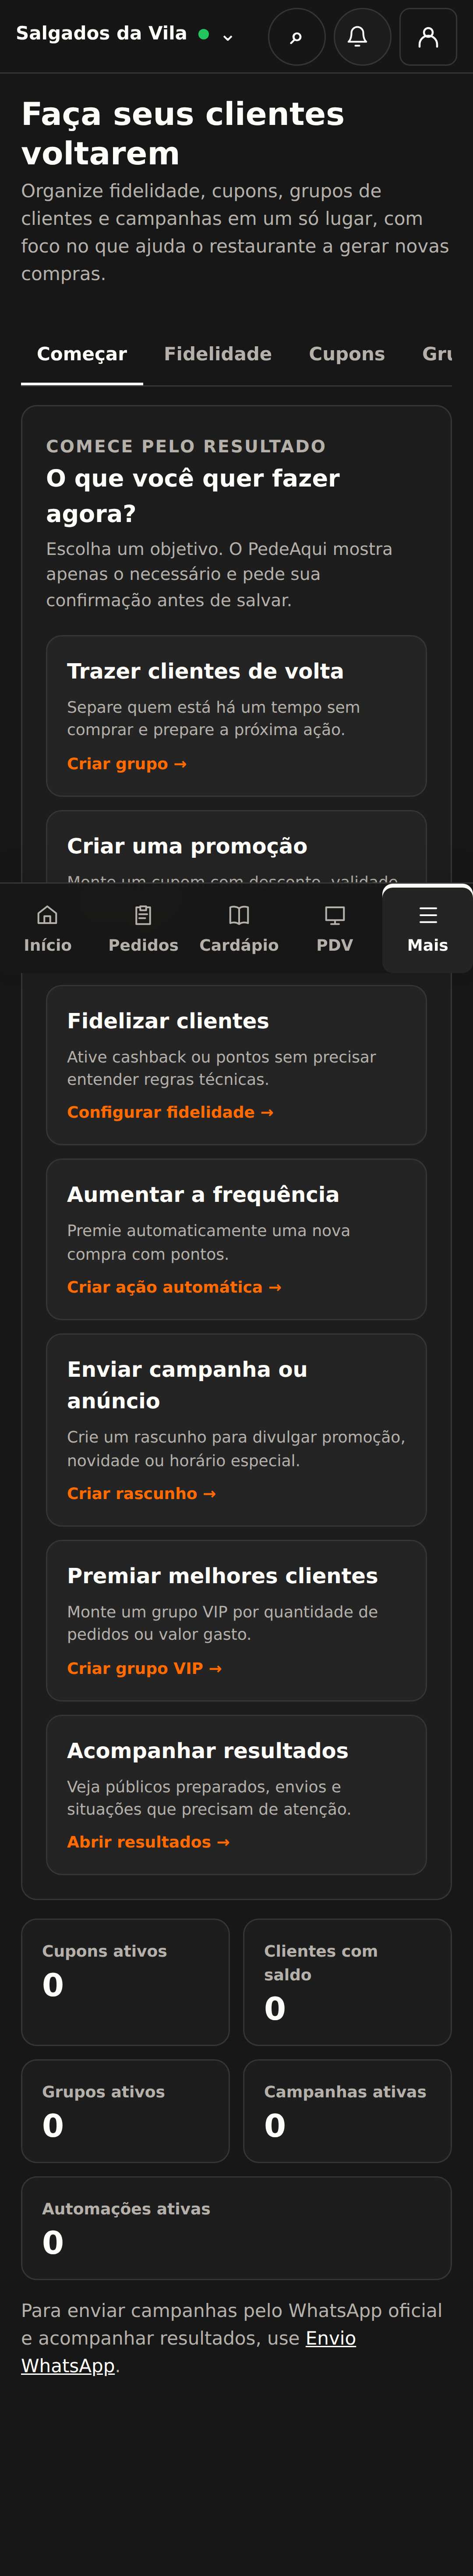 Salgados da Vila
Faça seus clientes
voltarem
Organize fidelidade, cupons, grupos de
clientes e campanhas em um só lugar, com
foco no que ajuda o restaurante a gerar novas
compras.
Começar Fidelidade Cupons
COMECE PELO RESULTADO
O que você quer fazer
agora?
Escolha um objetivo. O PedeAqui mostra
apenas o necessário e pede sua
confirmação antes de salvar.
Trazer clientes de volta
Separe quem está há um tempo sem
comprar e prepare a próxima ação.
Criar grupo →
Criar uma promoção
Monte um cupom com desconto, validade
Início Pedidos Cardápio PDV Mais
Fidelizar clientes
Ative cashback ou pontos sem precisar
entender regras técnicas.
Configurar fidelidade →
Aumentar a frequência
Premie automaticamente uma nova
compra com pontos.
Criar ação automática →
Enviar campanha ou
anúncio
Crie um rascunho para divulgar promoção,
novidade ou horário especial.
Criar rascunho →
Premiar melhores clientes
Monte um grupo VIP por quantidade de
pedidos ou valor gasto.
Criar grupo VIP →
Acompanhar resultados
Veja públicos preparados, envios e
situações que precisam de atenção.
Abrir resultados →
Cupons ativos
0
Clientes com
saldo
0
Grupos ativos
0
Campanhas ativas
0
Automações ativas
0
Para enviar campanhas pelo WhatsApp oficial
e acompanhar resultados, use Envio
WhatsApp.